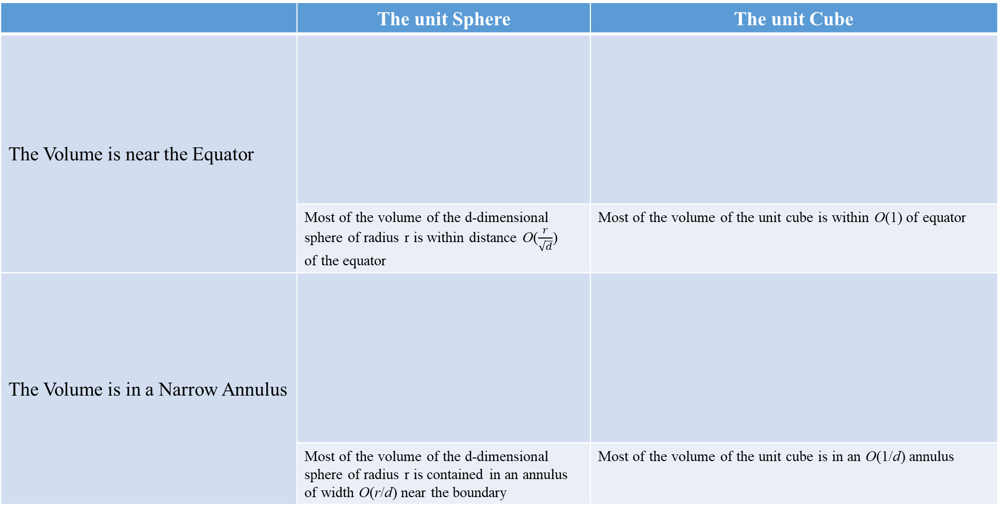 The unit Sphere
The unit Cube
The Volume is near the Equator
Most of the volume of the d-dimensional
sphere of radius r is within distance O(r/√d)
of the equator
Most of the volume of the unit cube is within O(1) of equator
The Volume is in a Narrow Annulus
Most of the volume of the d-dimensional
sphere of radius r is contained in an annulus
of width O(r/d) near the boundary
Most of the volume of the unit cube is in an O(1/d) annulus